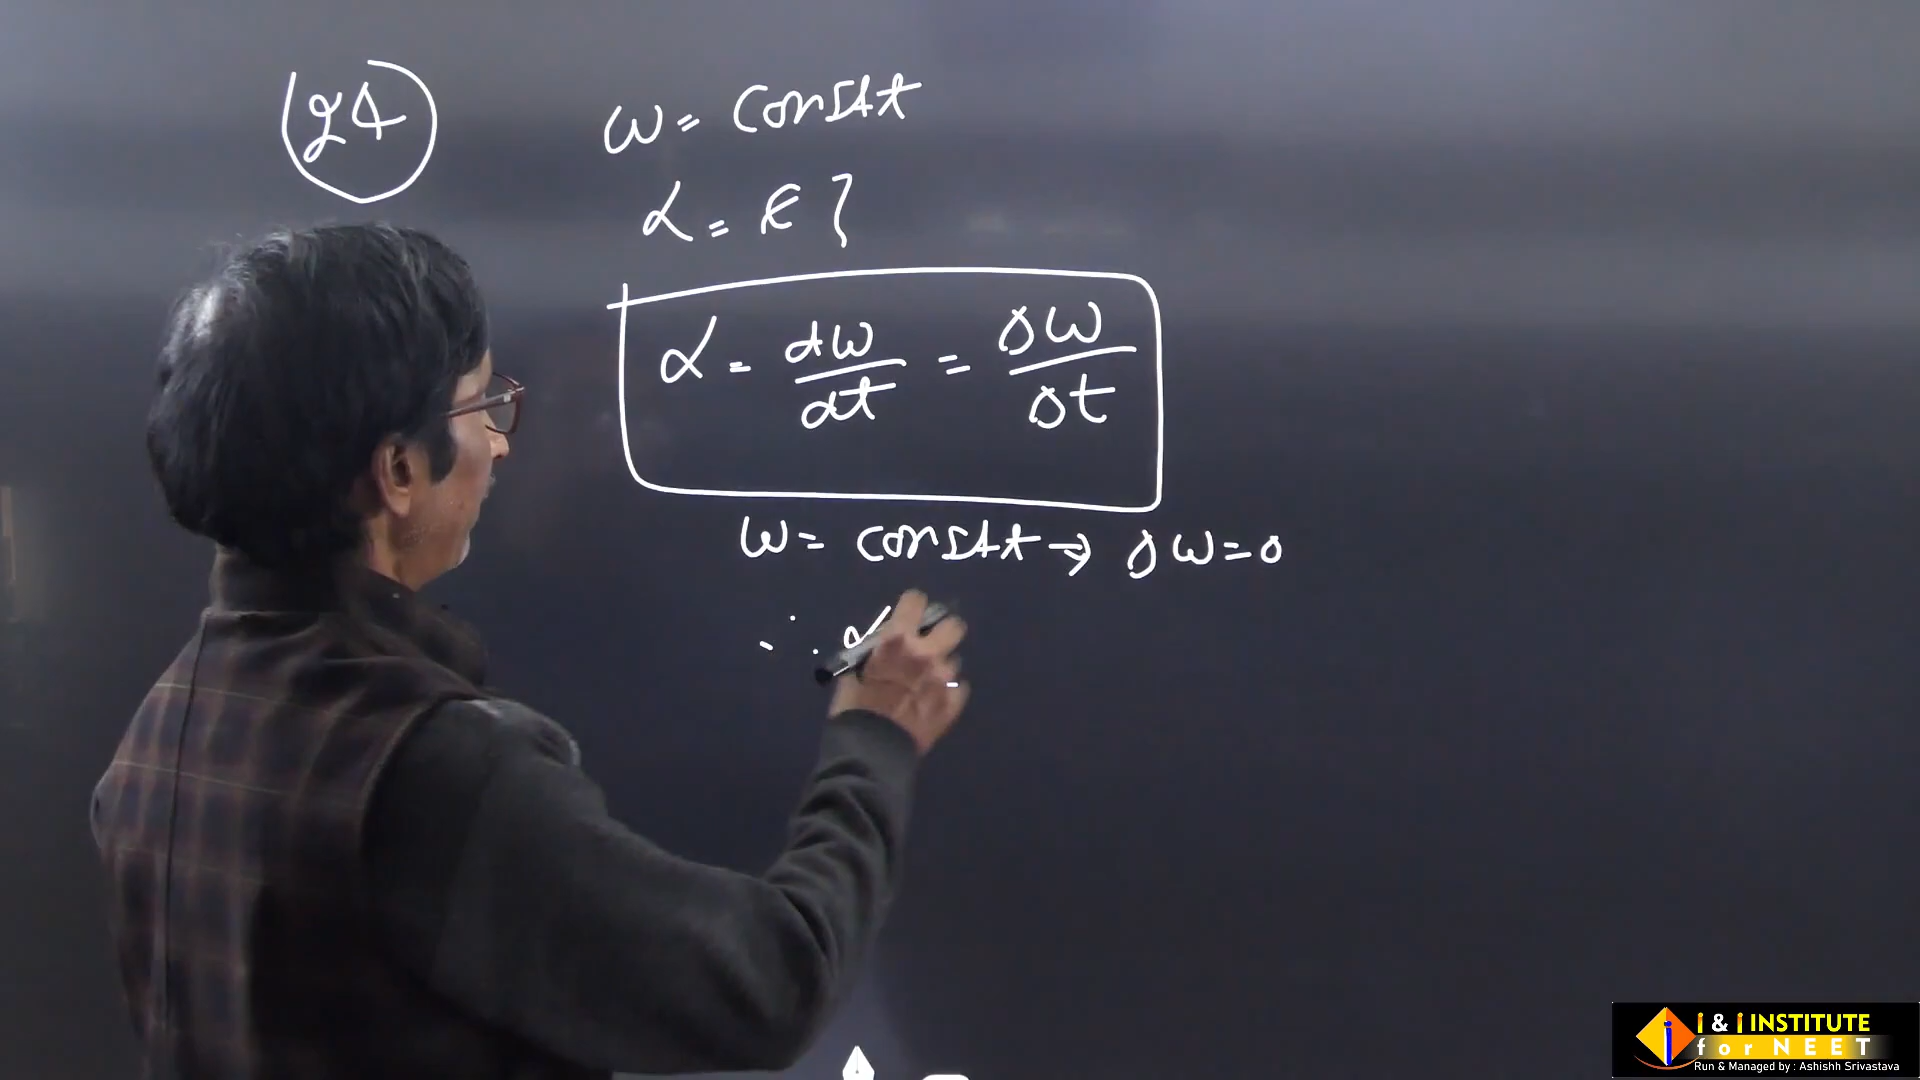 24
ω = constt
α = ?
α = dω/dt = Δω/Δt
ω = constt → Δω = 0
∴ α
i & i INSTITUTE
for NEET
Run & Managed by : Ashishh Srivastava